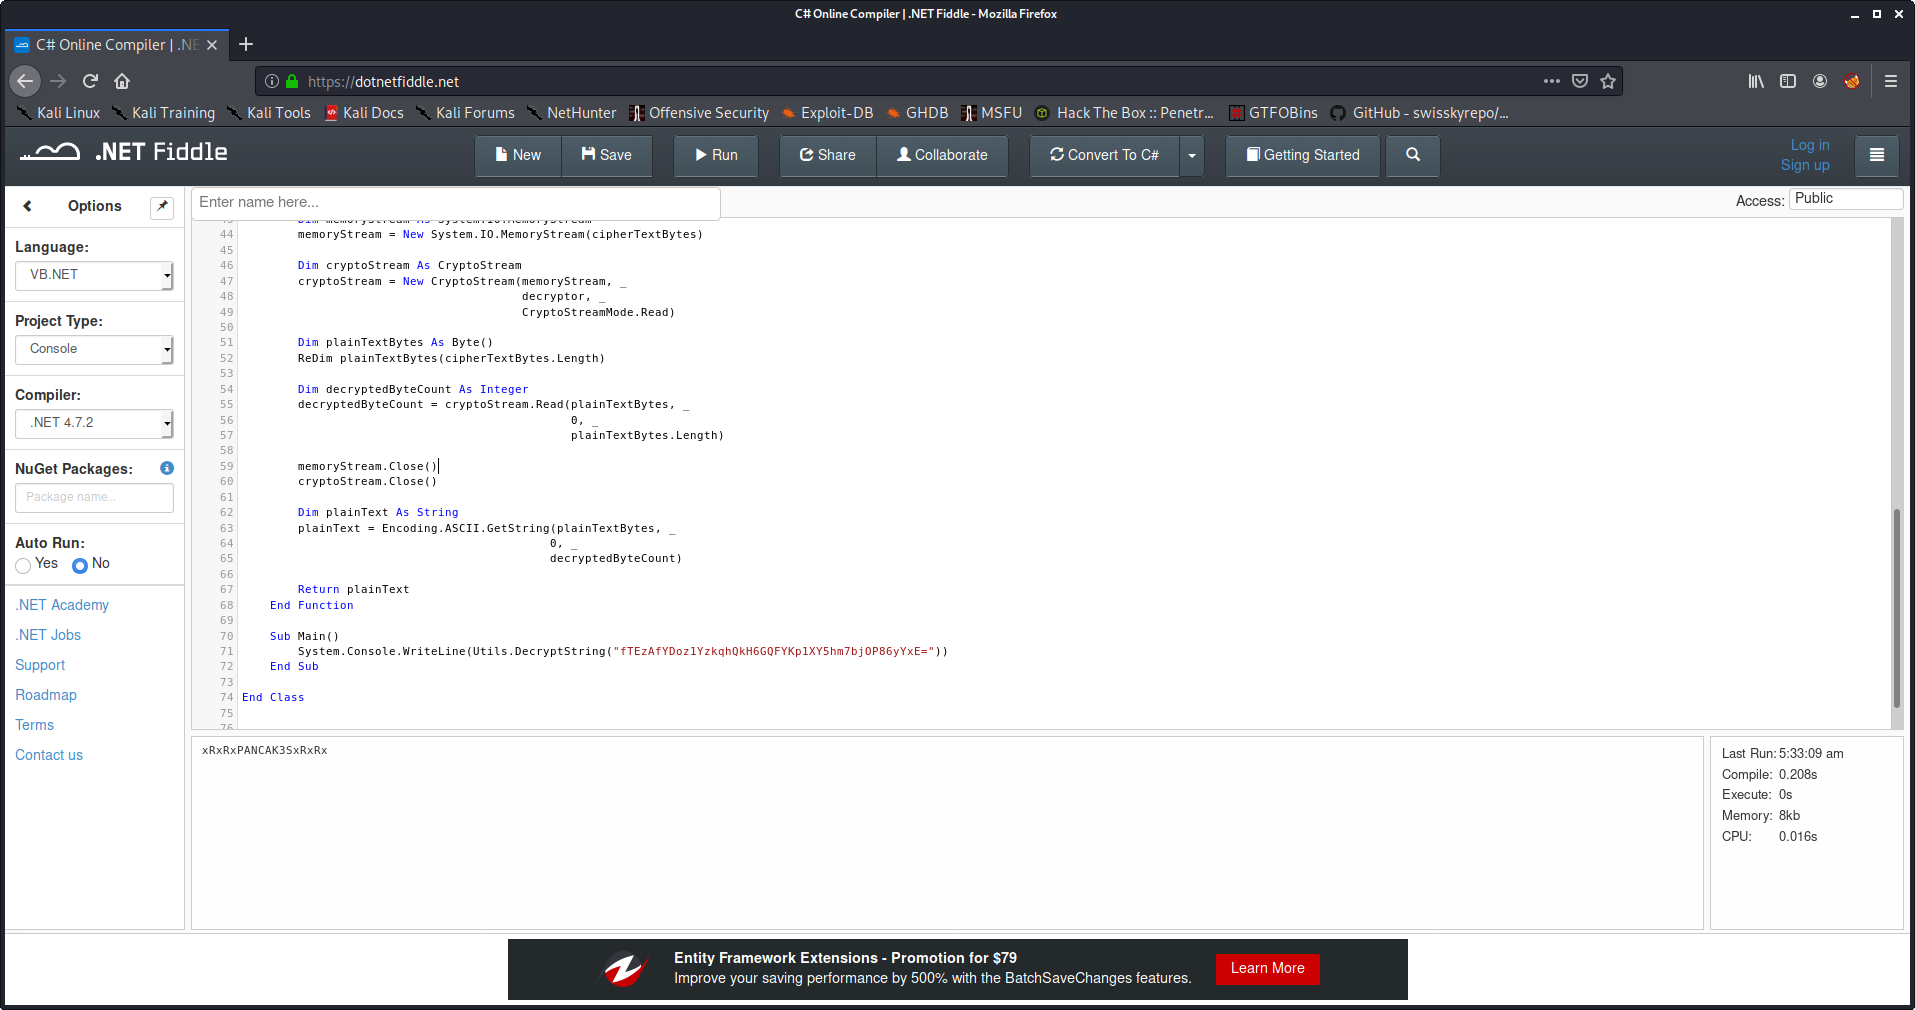 C# Online Compiler | .NET Fiddle - Mozilla Firefox
C# Online Compiler | .NE
https://dotnetfiddle.net
Kali Linux
Kali Training
Kali Tools
Kali Docs
Kali Forums
NetHunter
Offensive Security
Exploit-DB
GHDB
MSFU
Hack The Box :: Penetr...
GTFOBins
GitHub - swisskyrepo/...
.NET Fiddle
New
Save
Run
Share
Collaborate
Convert To C#
Getting Started
Log in
Sign up
Options
Enter name here...
Access:
Public
Language:
VB.NET
Project Type:
Console
Compiler:
.NET 4.7.2
NuGet Packages:
Package name...
Auto Run:
Yes
No
.NET Academy
.NET Jobs
Support
Roadmap
Terms
Contact us
43 Dim memoryStream As System.IO.MemoryStream
44 memoryStream = New System.IO.MemoryStream(cipherTextBytes)
45
46 Dim cryptoStream As CryptoStream
47 cryptoStream = New CryptoStream(memoryStream, _
48 decryptor, _
49 CryptoStreamMode.Read)
50
51 Dim plainTextBytes As Byte()
52 ReDim plainTextBytes(cipherTextBytes.Length)
53
54 Dim decryptedByteCount As Integer
55 decryptedByteCount = cryptoStream.Read(plainTextBytes, _
56 0, _
57 plainTextBytes.Length)
58
59 memoryStream.Close()
60 cryptoStream.Close()
61
62 Dim plainText As String
63 plainText = Encoding.ASCII.GetString(plainTextBytes, _
64 0, _
65 decryptedByteCount)
66
67 Return plainText
68 End Function
69
70 Sub Main()
71 System.Console.WriteLine(Utils.DecryptString("fTEzAfYDoz1YzkqhQkH6GQFYKp1XY5hm7bjOP86yYxE="))
72 End Sub
73
74 End Class
75
76
xRxRxPANCAK3SxRxRx
Last Run: 5:33:09 am
Compile: 0.208s
Execute: 0s
Memory: 8kb
CPU: 0.016s
Entity Framework Extensions - Promotion for $79
Improve your saving performance by 500% with the BatchSaveChanges features.
Learn More